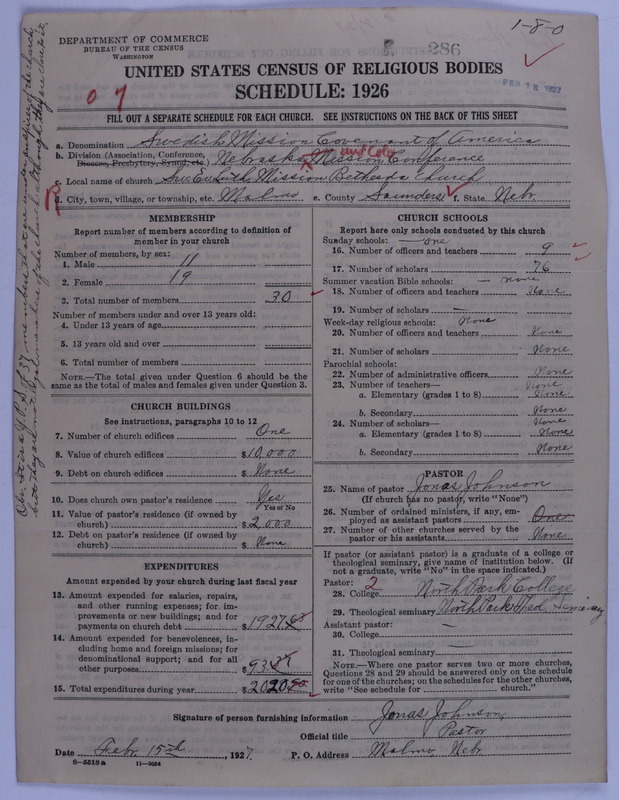 1-8-0
286
DEPARTMENT OF COMMERCE
BUREAU OF THE CENSUS
WASHINGTON
UNITED STATES CENSUS OF RELIGIOUS BODIES
FEB 18 1927
SCHEDULE: 1926
FILL OUT A SEPARATE SCHEDULE FOR EACH CHURCH. SEE INSTRUCTIONS ON THE BACK OF THIS SHEET
a. Denomination Swedish Mission Covenant of America
b. Division (Association, Conference, Diocese, Presbytery, Synod, etc.) Nebraska and Colo Mission Conference
c. Local name of church Sw. Ev. Luth. Mission Bethesda Church
d. City, town, village, or township, etc. Malmo e. County Saunders f. State Nebr.
MEMBERSHIP
Report number of members according to definition of member in your church
Number of members, by sex:
1. Male 11
2. Female 19
3. Total number of members 30
Number of members under and over 13 years old:
4. Under 13 years of age
5. 13 years old and over
6. Total number of members
NOTE.—The total given under Question 6 should be the same as the total of males and females given under Question 3.
CHURCH BUILDINGS
See instructions, paragraphs 10 to 12
7. Number of church edifices One
8. Value of church edifices $10,000
9. Debt on church edifices $ None
10. Does church own pastor's residence Yes
Yes or No
11. Value of pastor's residence (if owned by church) $2,000
12. Debt on pastor's residence (if owned by church) $ None
EXPENDITURES
Amount expended by your church during last fiscal year
13. Amount expended for salaries, repairs, and other running expenses; for improvements or new buildings; and for payments on church debt $1927
14. Amount expended for benevolences, including home and foreign missions; for denominational support; and for all other purposes $93
15. Total expenditures during year $2020
CHURCH SCHOOLS
Report here only schools conducted by this church
Sunday schools: — one
16. Number of officers and teachers 9
17. Number of scholars 76
Summer vacation Bible schools: — none
18. Number of officers and teachers None
19. Number of scholars —
Week-day religious schools: None
20. Number of officers and teachers None
21. Number of scholars None
Parochial schools:
22. Number of administrative officers None
23. Number of teachers— None
a. Elementary (grades 1 to 8) None
b. Secondary None
24. Number of scholars— None
a. Elementary (grades 1 to 8) None
b. Secondary None
PASTOR
25. Name of pastor Jonas Johnson
(If church has no pastor, write "None")
26. Number of ordained ministers, if any, employed as assistant pastors One
27. Number of other churches served by the pastor or his assistants None
If pastor (or assistant pastor) is a graduate of a college or theological seminary, give name of institution below. (If not a graduate, write "No" in the space indicated.)
Pastor: 2
28. College North Park College
29. Theological seminary North Park Theo. Seminary
Assistant pastor:
30. College —
31. Theological seminary —
NOTE.—Where one pastor serves two or more churches, Questions 28 and 29 should be answered only on the schedule for one of the churches; on the schedules for the other churches, write "See schedule for church."
Signature of person furnishing information Jonas Johnson
Official title Pastor
Date Febr. 15th, 1927. P. O. Address Malmo Nebr.
8-5518a 11-9584